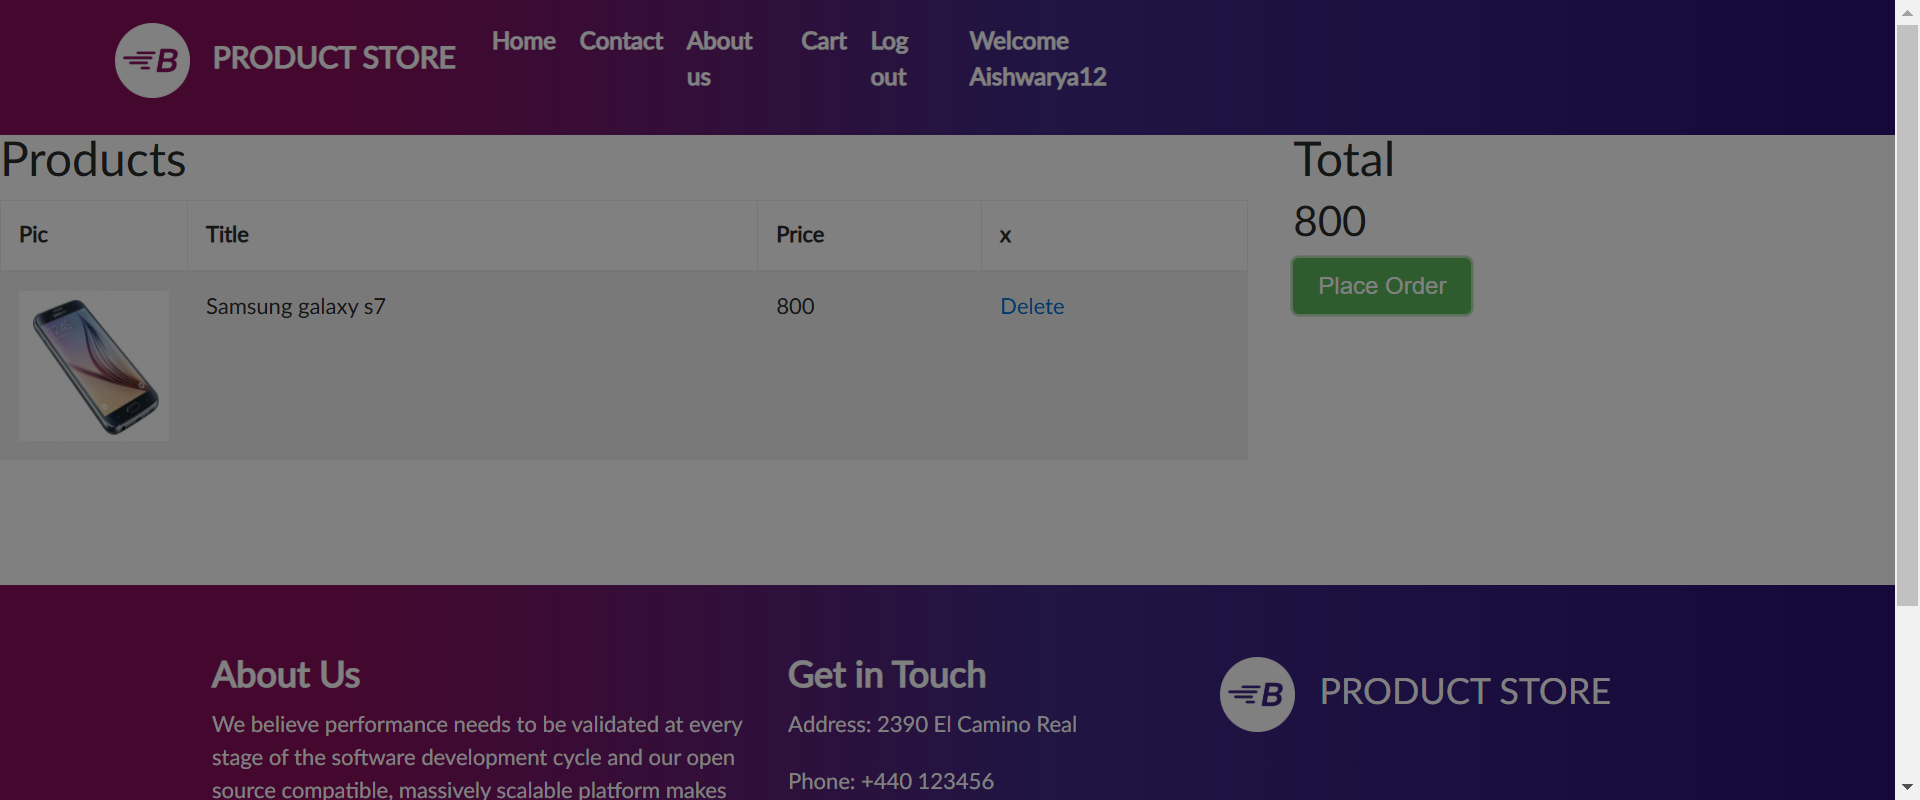 B PRODUCT STORE Home Contact About us Cart Log out Welcome Aishwarya12
Products
Pic Title Price x
Samsung galaxy s7 800 Delete
Total
800
Place Order
About Us
We believe performance needs to be validated at every
stage of the software development cycle and our open
source compatible, massively scalable platform makes
Get in Touch
Address: 2390 El Camino Real
Phone: +440 123456
B PRODUCT STORE